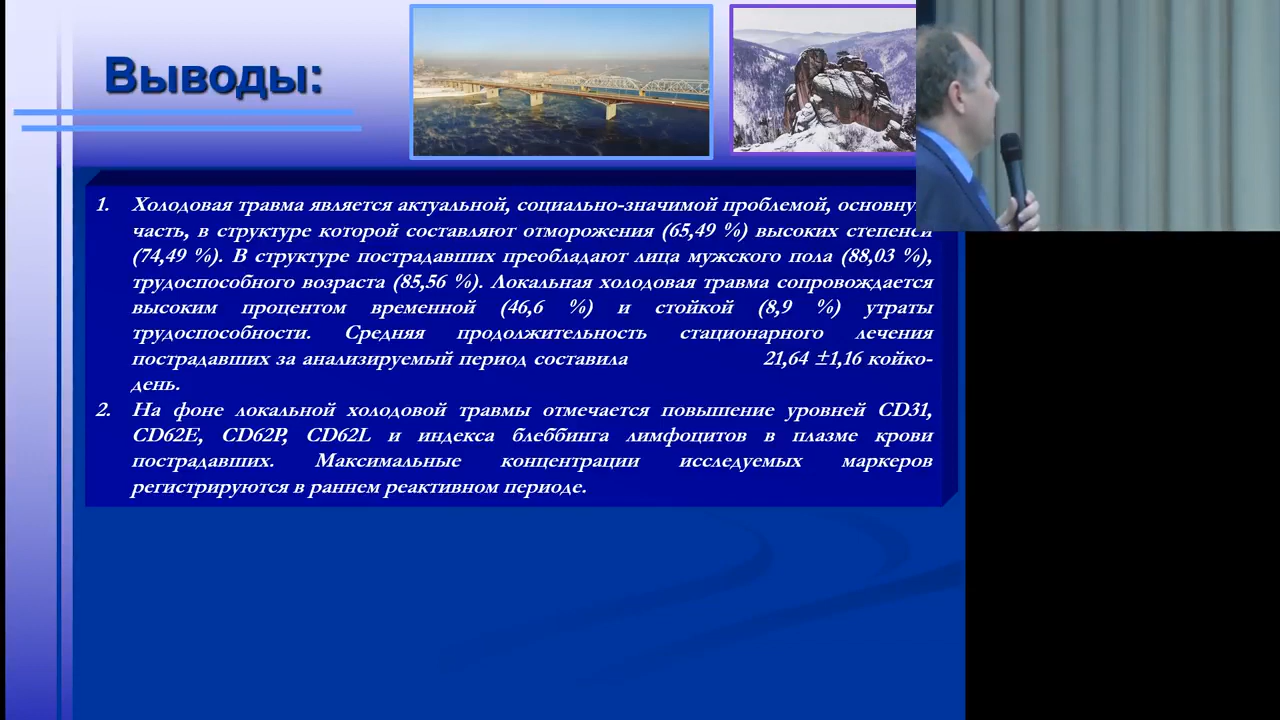 Выводы:
1. Холодовая травма является актуальной, социально-значимой проблемой,
часть, в структуре которой составляют отморожения (65,49 %) высоких степеней
(74,49 %). В структуре пострадавших преобладают лица мужского пола (88,03 %),
трудоспособного возраста (85,56 %). Локальная холодовая травма сопровождается
высоким процентом временной (46,6 %) и стойкой (8,9 %) утраты
трудоспособности. Средняя продолжительность стационарного лечения
пострадавших за анализируемый период составила 21,64 ±1,16 койко-
день.
2. На фоне локальной холодовой травмы отмечается повышение уровней CD31,
CD62E, CD62P, CD62L и индекса блеббинга лимфоцитов в плазме крови
пострадавших. Максимальные концентрации исследуемых маркеров
регистрируются в раннем реактивном периоде.